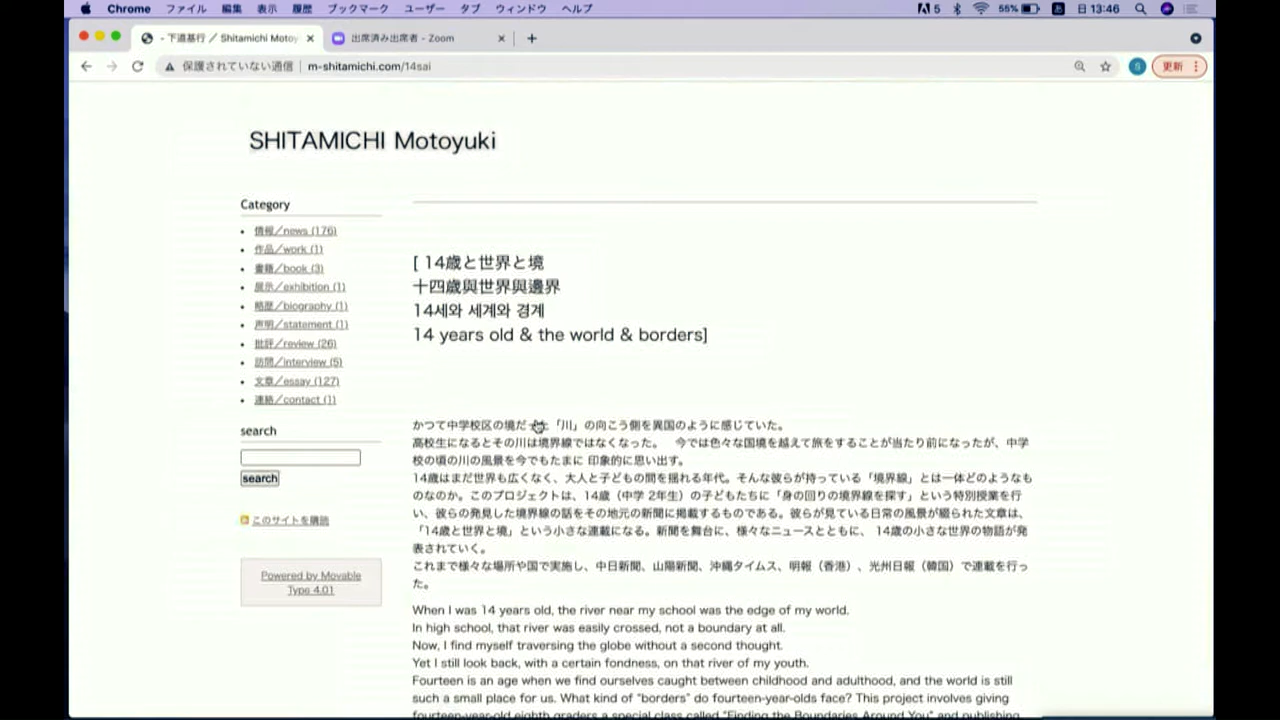 Chrome ファイル 編集 表示 履歴 ブックマーク ユーザー タブ ウィンドウ ヘルプ 5 55% あ 日 13:46
- 下道基行 ／ Shitamichi Motoy 出席済み出席者 - Zoom
保護されていない通信 m-shitamichi.com/14sai S 更新
SHITAMICHI Motoyuki
Category
情報／news (176)
作品／work (1)
書籍／book (3)
展示／exhibition (1)
略歴／biography (1)
声明／statement (1)
批評／review (26)
訪問／interview (5)
文章／essay (127)
連絡／contact (1)
search
search
このサイトを購読
Powered by Movable
Type 4.01
[ 14歳と世界と境
十四歲與世界與邊界
14세와 세계와 경계
14 years old & the world & borders]
かつて中学校区の境だった「川」の向こう側を異国のように感じていた。
高校生になるとその川は境界線ではなくなった。 今では色々な国境を越えて旅をすることが当たり前になったが、中学
校の頃の川の風景を今でもたまに 印象的に思い出す。
14歳はまだ世界も広くなく、大人と子どもの間を揺れる年代。そんな彼らが持っている「境界線」とは一体どのようなも
のなのか。このプロジェクトは、14歳（中学 2年生）の子どもたちに「身の回りの境界線を探す」という特別授業を行
い、彼らの発見した境界線の話をその地元の新聞に掲載するものである。彼らが見ている日常の風景が綴られた文章は、
「14歳と世界と境」という小さな連載になる。新聞を舞台に、様々なニュースとともに、 14歳の小さな世界の物語が発
表されていく。
これまで様々な場所や国で実施し、中日新聞、山陽新聞、沖縄タイムス、明報（香港）、光州日報（韓国）で連載を行っ
た。
When I was 14 years old, the river near my school was the edge of my world.
In high school, that river was easily crossed, not a boundary at all.
Now, I find myself traversing the globe without a second thought.
Yet I still look back, with a certain fondness, on that river of my youth.
Fourteen is an age when we find ourselves caught between childhood and adulthood, and the world is still
such a small place for us. What kind of "borders" do fourteen-year-olds face? This project involves giving
fourteen-year-old eighth graders a special class called "Finding the Boundaries Around You" and publishing